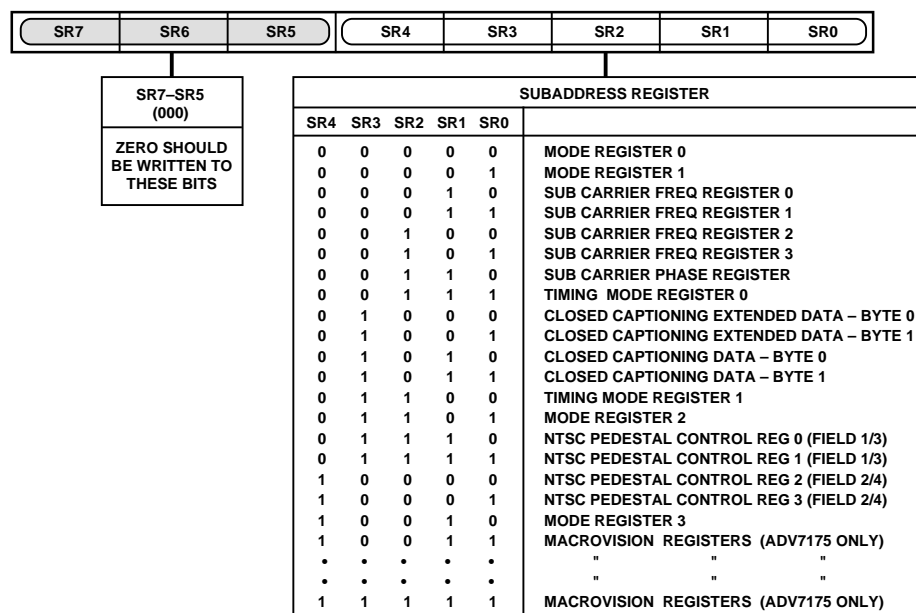 SR7 SR6 SR5 SR4 SR3 SR2 SR1 SR0
SR7–SR5
(000)
ZERO SHOULD
BE WRITTEN TO
THESE BITS
SUBADDRESS REGISTER
SR4 SR3 SR2 SR1 SR0
0 0 0 0 0 MODE REGISTER 0
0 0 0 0 1 MODE REGISTER 1
0 0 0 1 0 SUB CARRIER FREQ REGISTER 0
0 0 0 1 1 SUB CARRIER FREQ REGISTER 1
0 0 1 0 0 SUB CARRIER FREQ REGISTER 2
0 0 1 0 1 SUB CARRIER FREQ REGISTER 3
0 0 1 1 0 SUB CARRIER PHASE REGISTER
0 0 1 1 1 TIMING MODE REGISTER 0
0 1 0 0 0 CLOSED CAPTIONING EXTENDED DATA – BYTE 0
0 1 0 0 1 CLOSED CAPTIONING EXTENDED DATA – BYTE 1
0 1 0 1 0 CLOSED CAPTIONING DATA – BYTE 0
0 1 0 1 1 CLOSED CAPTIONING DATA – BYTE 1
0 1 1 0 0 TIMING MODE REGISTER 1
0 1 1 0 1 MODE REGISTER 2
0 1 1 1 0 NTSC PEDESTAL CONTROL REG 0 (FIELD 1/3)
0 1 1 1 1 NTSC PEDESTAL CONTROL REG 1 (FIELD 1/3)
1 0 0 0 0 NTSC PEDESTAL CONTROL REG 2 (FIELD 2/4)
1 0 0 0 1 NTSC PEDESTAL CONTROL REG 3 (FIELD 2/4)
1 0 0 1 0 MODE REGISTER 3
1 0 0 1 1 MACROVISION REGISTERS (ADV7175 ONLY)
• • • • • " " "
• • • • • " " "
1 1 1 1 1 MACROVISION REGISTERS (ADV7175 ONLY)